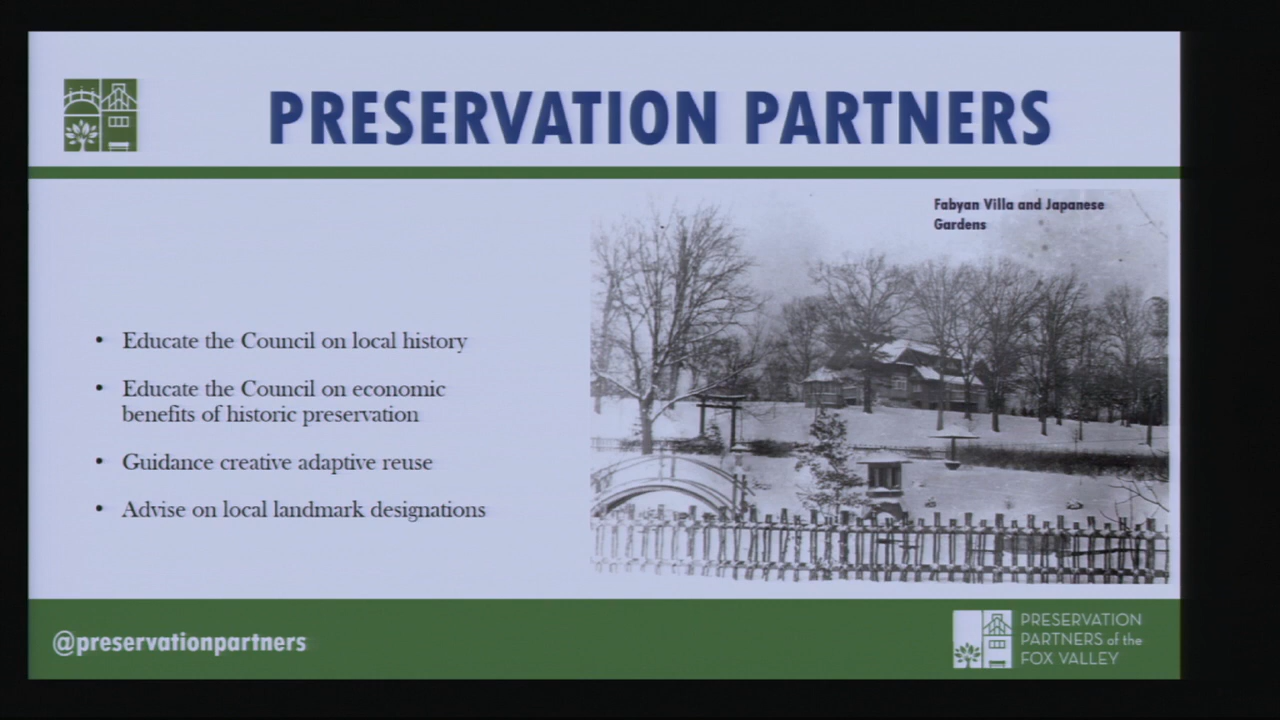 PRESERVATION PARTNERS
Fabyan Villa and Japanese
Gardens
• Educate the Council on local history
• Educate the Council on economic
benefits of historic preservation
• Guidance creative adaptive reuse
• Advise on local landmark designations
@preservationpartners
PRESERVATION
PARTNERS of the
FOX VALLEY